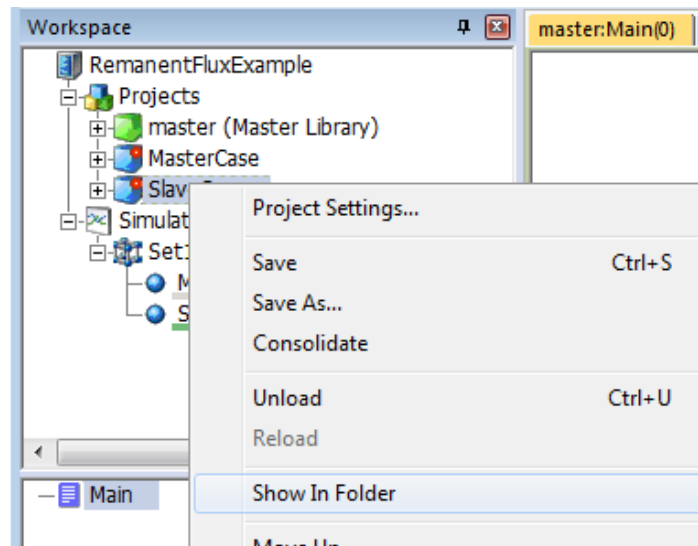 Workspace
master:Main(0)
RemanentFluxExample
Projects
master (Master Library)
MasterCase
Project Settings...
Save Ctrl+S
Save As...
Consolidate
Unload Ctrl+U
Reload
Show In Folder
Main